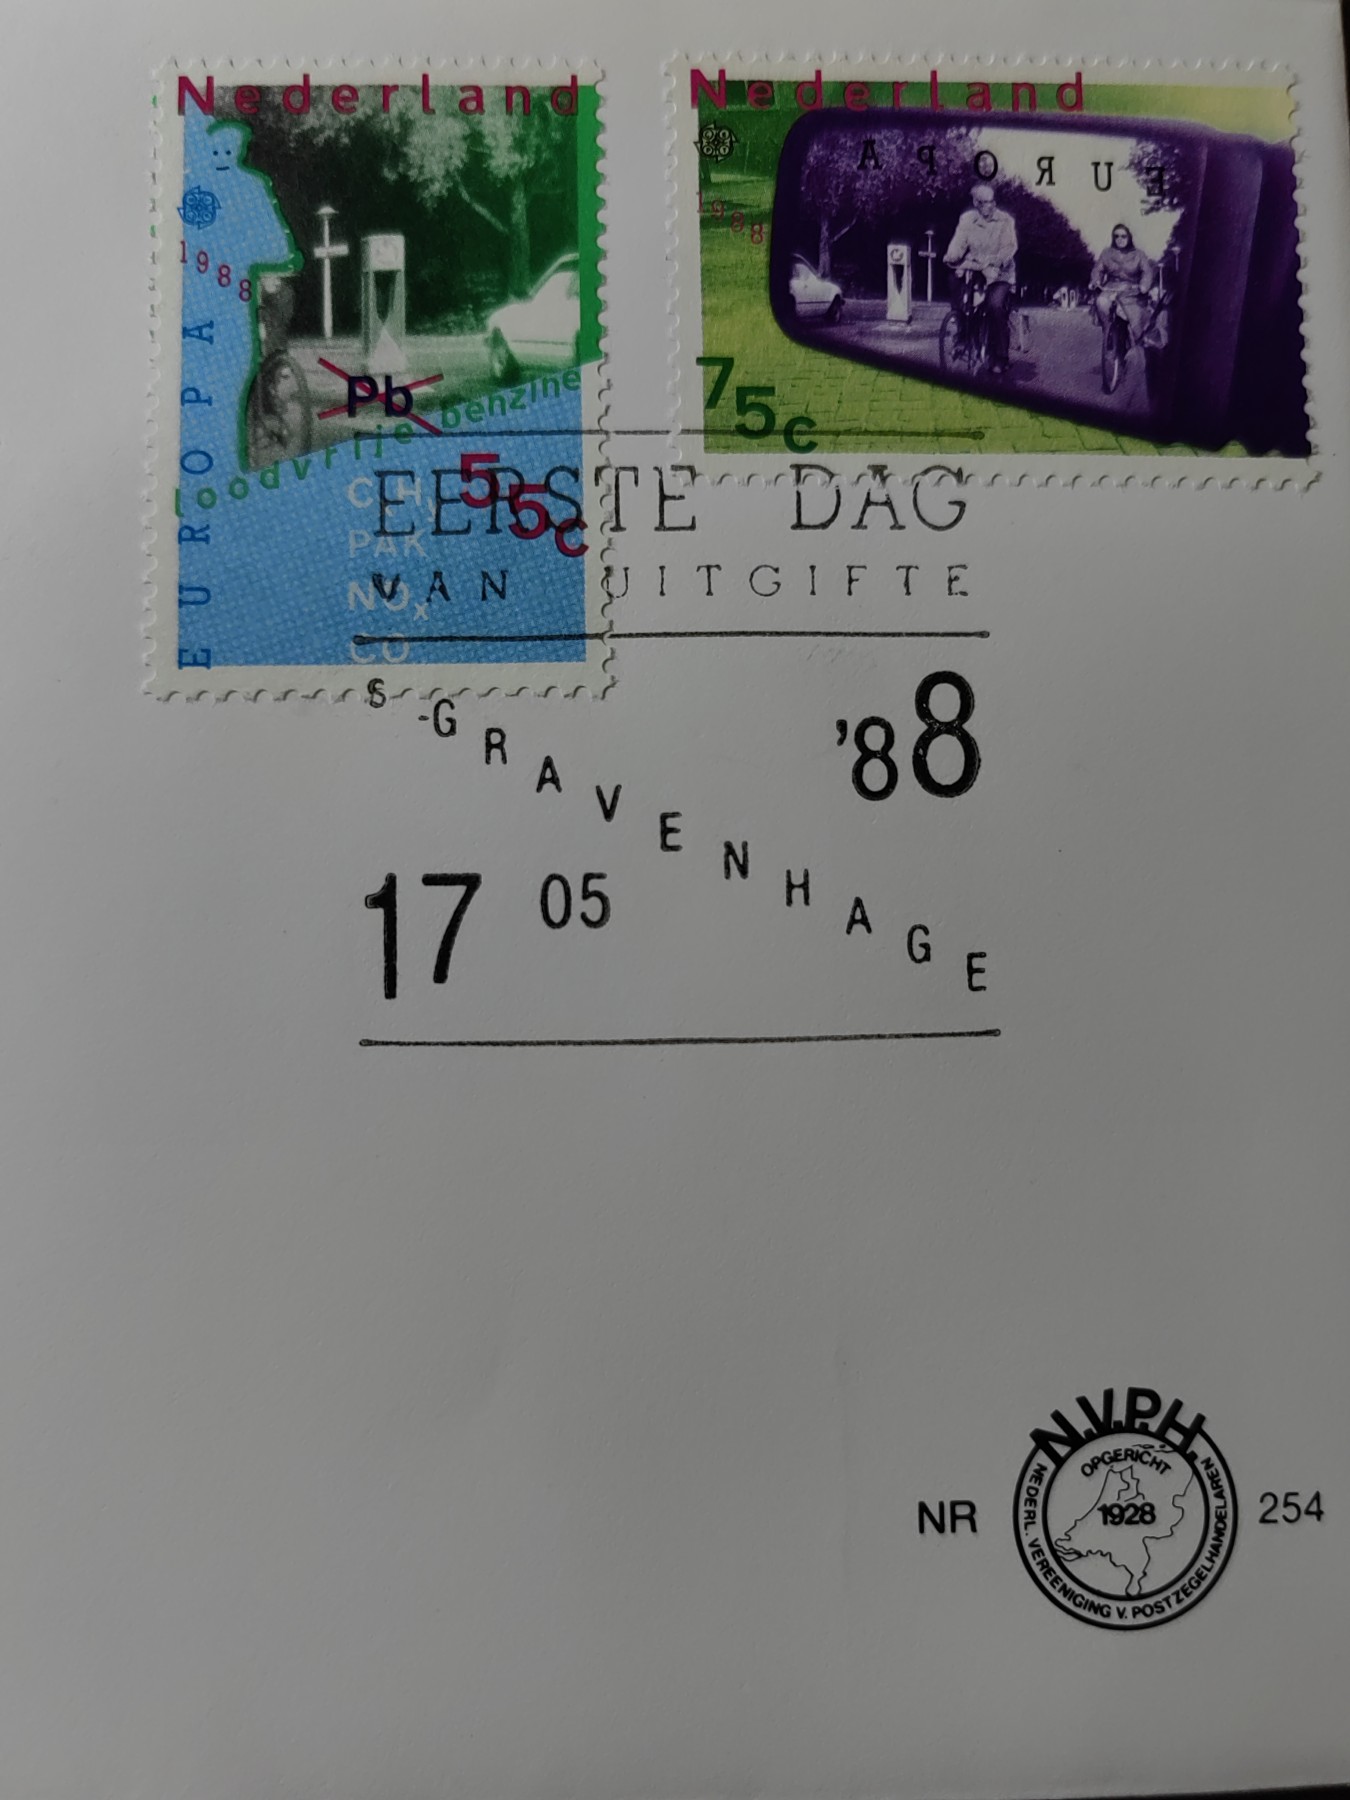 Nederland
1988
EUROPA
Pb
loodvrije benzine
55c
PAK
NOx
CO
Nederland
EUROPA
1988
75c
EERSTE DAG
VAN UITGIFTE
S-GRAVENHAGE
'88
17 05
N.V.P.H.
OPGERICHT
1928
NEDERL. VEREENIGING V. POSTZEGELHANDELAREN
NR 254